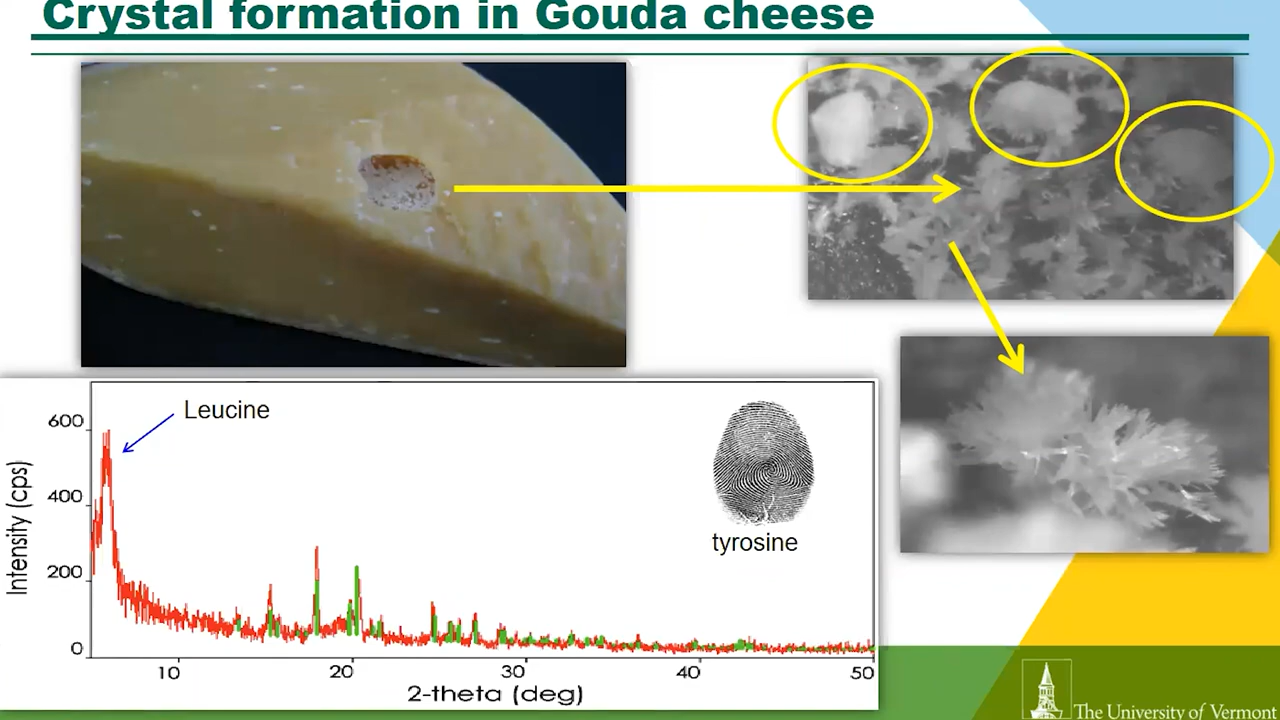 Crystal formation in Gouda cheese
Leucine
tyrosine
Intensity (cps)
600
400
200
0
10 20 30 40 50
2-theta (deg)
The University of Vermont